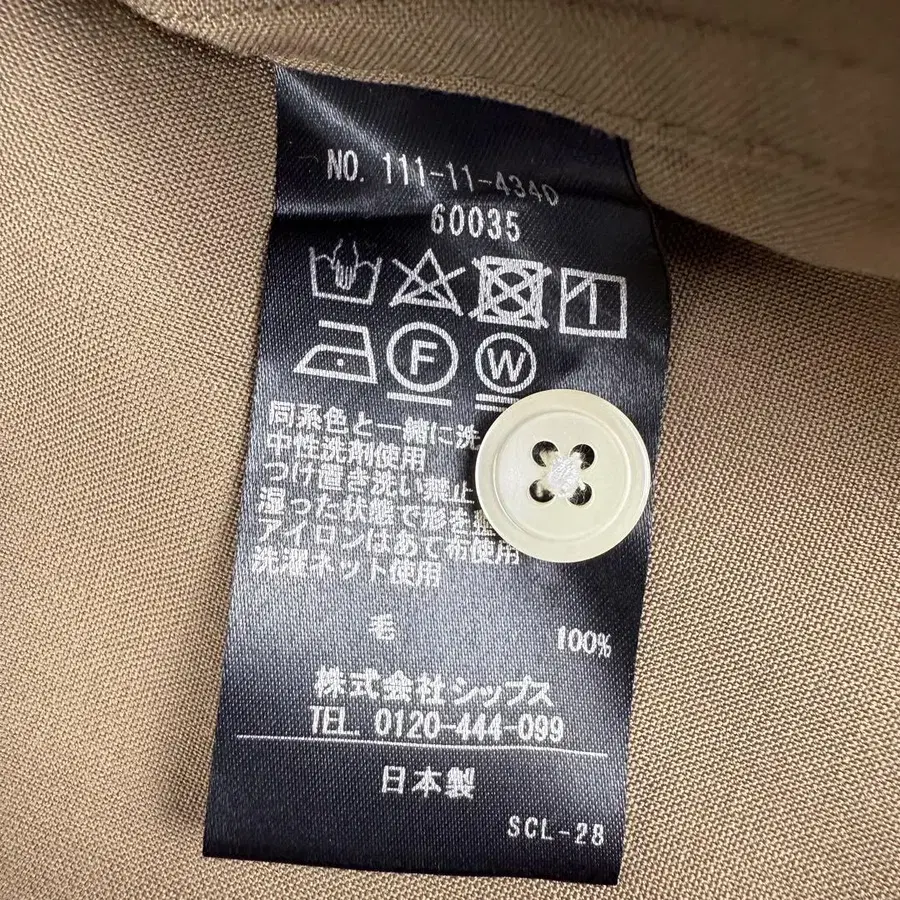 NO. 111-11-4340
60035
F W
同系色と一緒に洗
中性洗剤使用
つけ置き洗い禁止
湿った状態で形を
アイロンはあて布使用
洗濯ネット使用
毛 100%
株式会社シップス
TEL. 0120-444-099
日本製
SCL-28